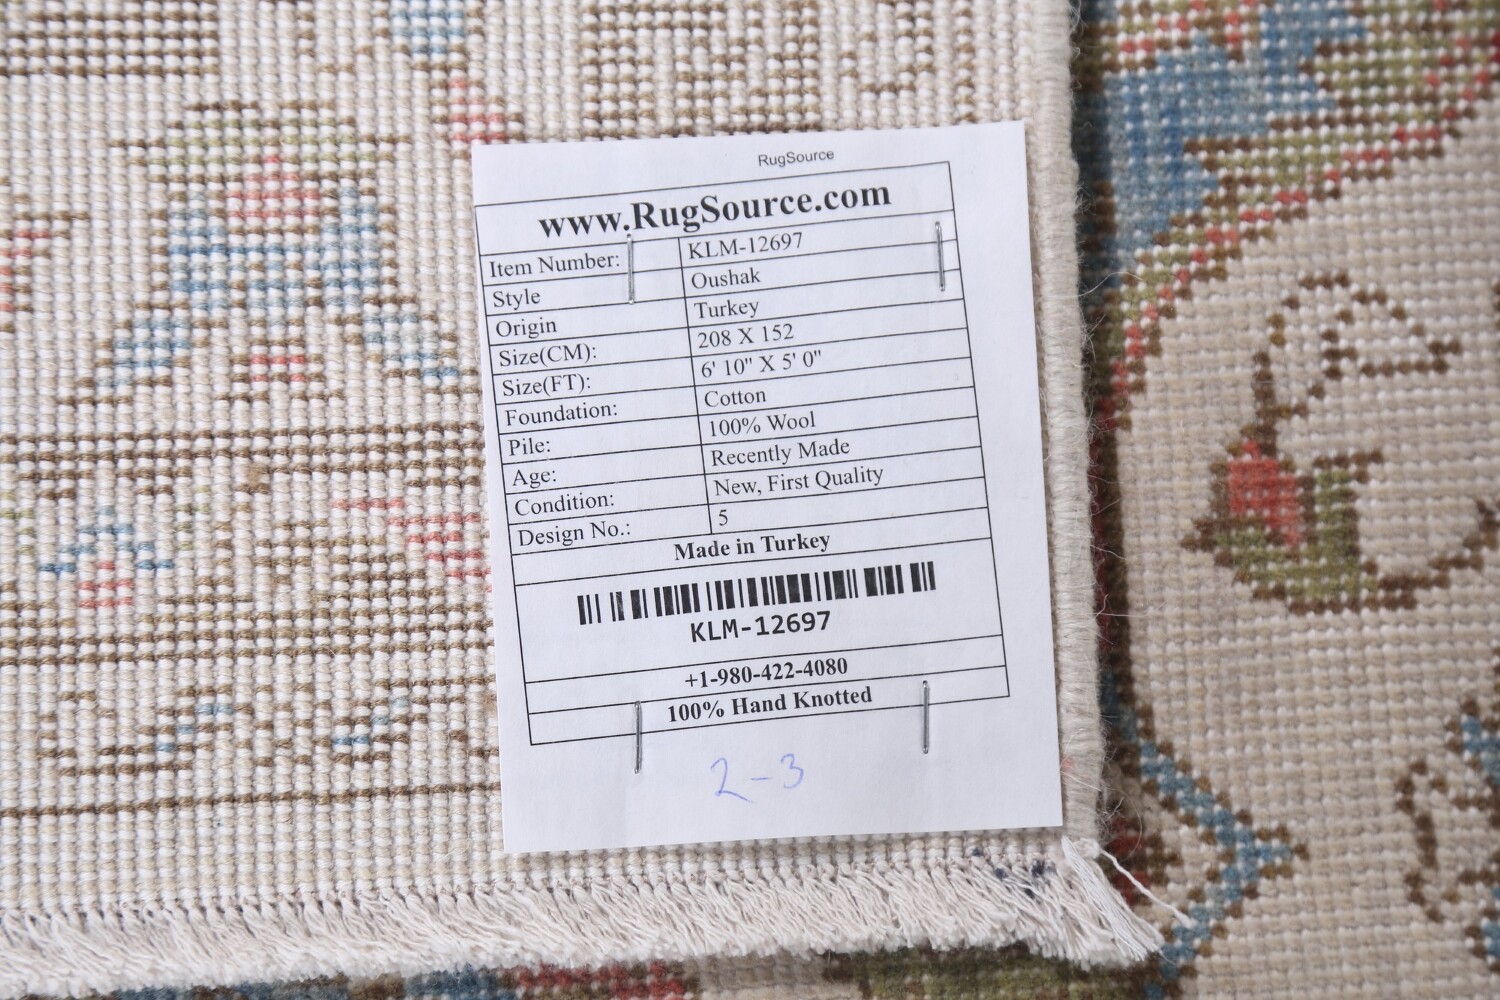 RugSource
www.RugSource.com
Item Number: KLM-12697
Style Oushak
Origin Turkey
Size(CM): 208 X 152
Size(FT): 6' 10" X 5' 0"
Foundation: Cotton
Pile: 100% Wool
Age: Recently Made
Condition: New, First Quality
Design No.: 5
Made in Turkey
KLM-12697
+1-980-422-4080
100% Hand Knotted
2-3